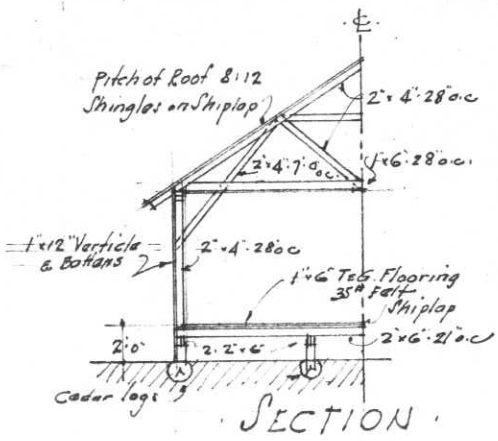 ℄
Pitch of Roof 8:12
Shingles on Shiplap
2"x 4"·28"o.c
2"x4"·7'·0" o.c.
1"x6"·28"o.c.
1"x12" Verticle
& Battans
2"x4"·28"o.c
1"x6" T&G. Flooring
35# Felt
Shiplap
2'·0"
2·2"x6"
2"x6"·21"o.c
Cedar logs
· SECTION ·